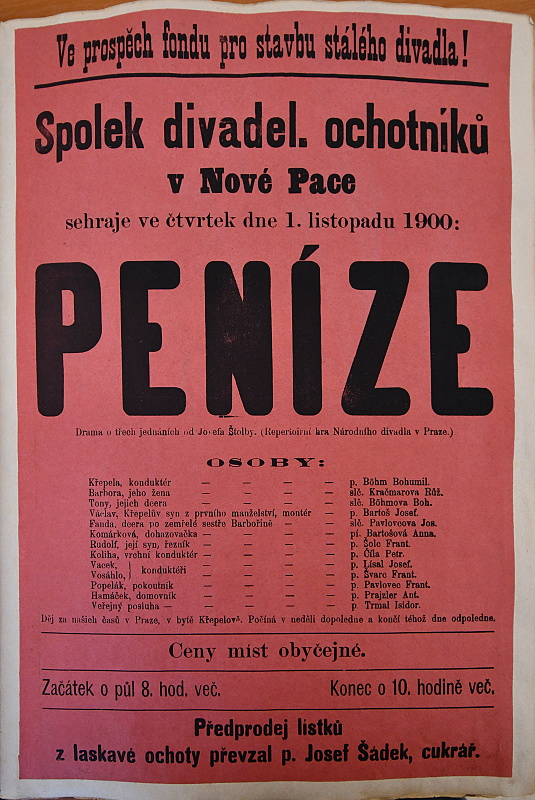 Ve prospěch fondu pro stavbu stálého divadla!
Spolek divadel. ochotníků
v Nové Pace
sehraje ve čtvrtek dne 1. listopadu 1900:
PENÍZE
Drama o třech jednáních od Josefa Štolby. (Repertoirní hra Národního divadla v Praze.)
OSOBY:
Křepela, konduktér — — — — p. Böhm Bohumil.
Barbora, jeho žena — — — — slč. Kračmarova Růž.
Tony, jejich dcera — — — — slč. Böhmova Boh.
Václav, Křepelův syn z prvního manželství, montér — p. Bartoš Josef.
Fanda, dcera po zemřelé sestře Barbořině — — slč. Pavlovcova Jos.
Komárková, dohazovačka — — — — pí. Bartošová Anna.
Rudolf, její syn, řezník — — — — p. Šolc Frant.
Koliha, vrchní konduktér — — — — p. Číla Petr.
Vacek, } konduktéři — — — — p. Lísal Josef.
Vosáhlo, } — — — — p. Švarc Frant.
Popelák, pokoutník — — — — p. Pavlovec Frant.
Hamáček, domovník — — — — p. Prajzler Ant.
Veřejný posluha — — — — — p. Trmal Isidor.
Děj za našich časů v Praze, v bytě Křepelově. Počíná v neděli dopoledne a končí téhož dne odpoledne.
Ceny míst obyčejné.
Začátek o půl 8. hod. več. Konec o 10. hodině več.
Předprodej lístků
z laskavé ochoty převzal p. Josef Šádek, cukrář.